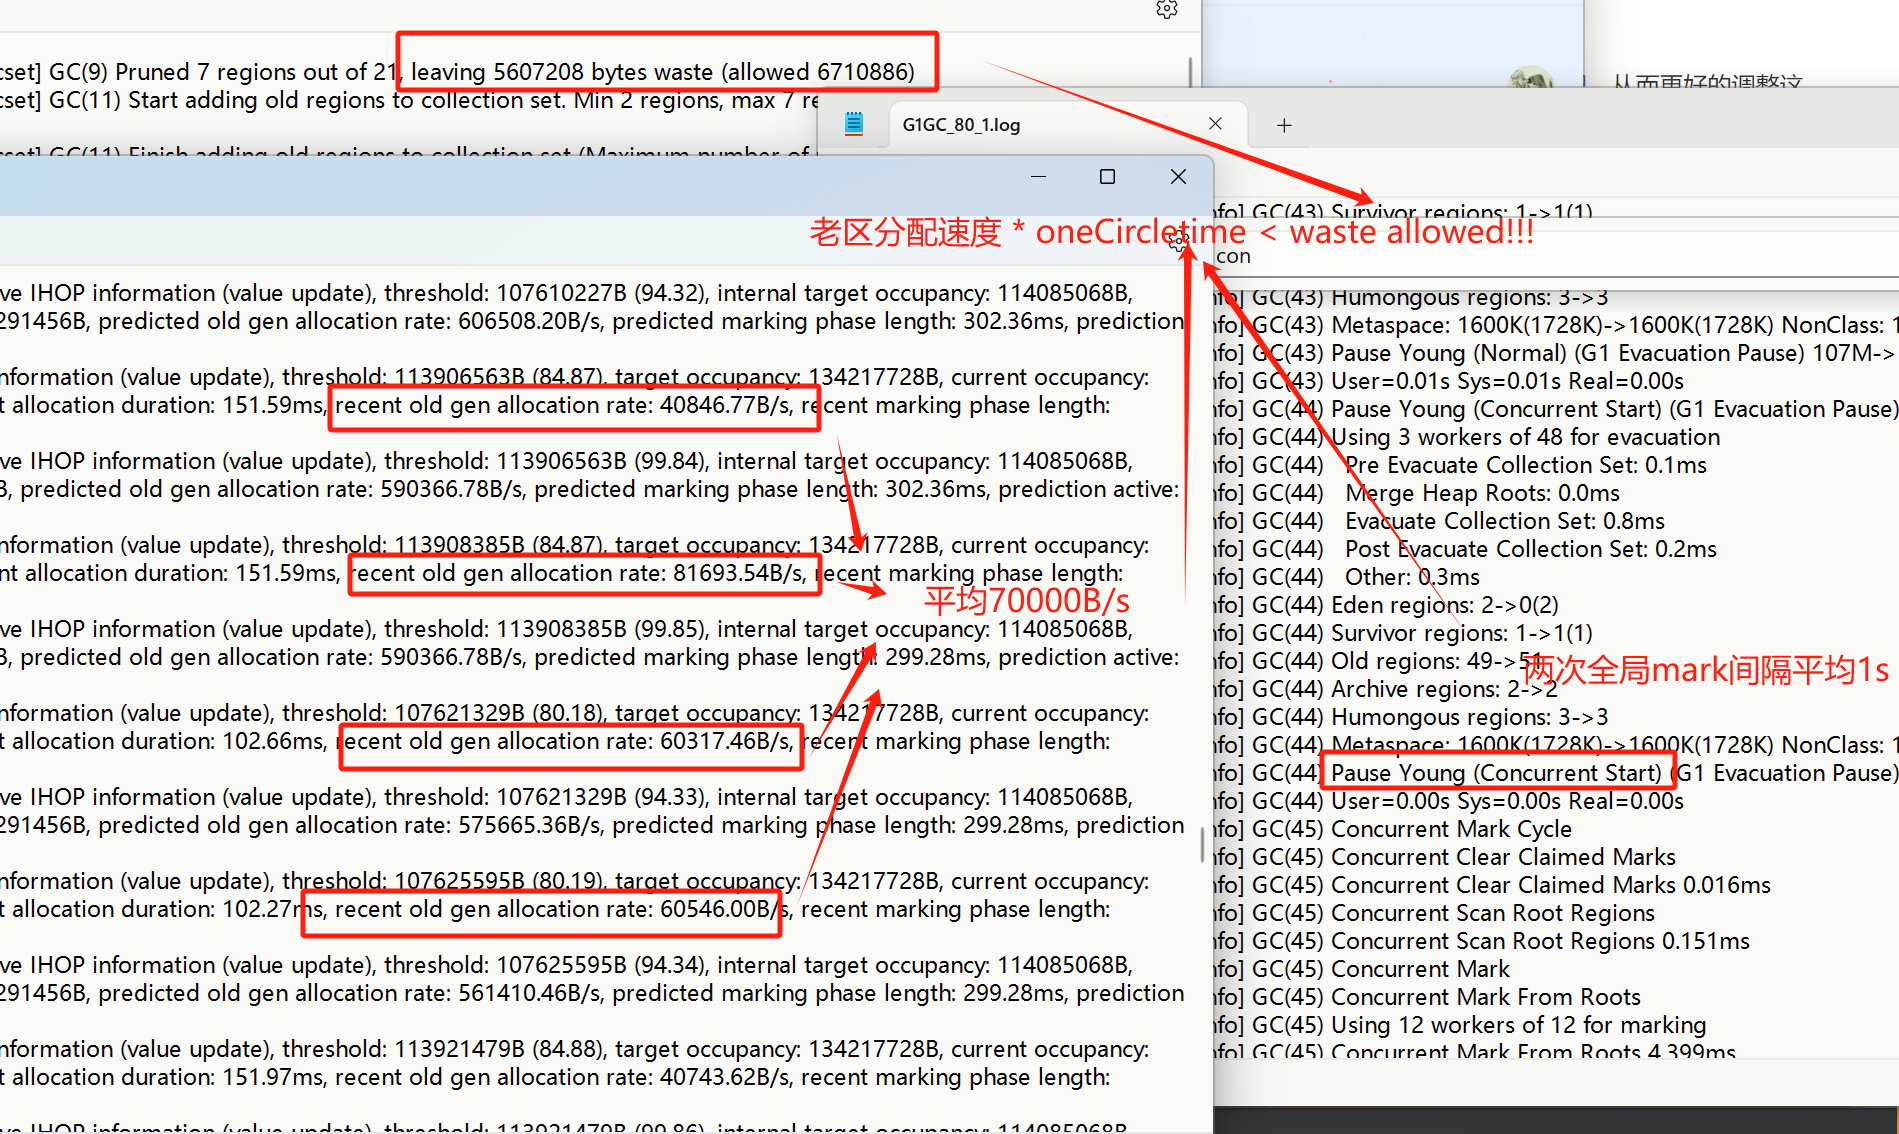 cset] GC(9) Pruned 7 regions out of 21, leaving 5607208 bytes waste (allowed 6710886)
cset] GC(11) Start adding old regions to collection set. Min 2 regions, max 7 re
cset] GC(11) Finish adding old regions to collection set (Maximum number of
从而更好的调整这
G1GC_80_1.log
老区分配速度 * oneCircletime < waste allowed!!!
ve IHOP information (value update), threshold: 107610227B (94.32), internal target occupancy: 114085068B,
291456B, predicted old gen allocation rate: 606508.20B/s, predicted marking phase length: 302.36ms, prediction
nformation (value update), threshold: 113906563B (84.87), target occupancy: 134217728B, current occupancy:
t allocation duration: 151.59ms, recent old gen allocation rate: 40846.77B/s, recent marking phase length:
ve IHOP information (value update), threshold: 113906563B (99.84), internal target occupancy: 114085068B,
3, predicted old gen allocation rate: 590366.78B/s, predicted marking phase length: 302.36ms, prediction active:
nformation (value update), threshold: 113908385B (84.87), target occupancy: 134217728B, current occupancy:
nt allocation duration: 151.59ms, recent old gen allocation rate: 81693.54B/s, recent marking phase length:
平均70000B/s
ve IHOP information (value update), threshold: 113908385B (99.85), internal target occupancy: 114085068B,
3, predicted old gen allocation rate: 590366.78B/s, predicted marking phase length: 299.28ms, prediction active:
nformation (value update), threshold: 107621329B (80.18), target occupancy: 134217728B, current occupancy:
t allocation duration: 102.66ms, recent old gen allocation rate: 60317.46B/s, recent marking phase length:
ve IHOP information (value update), threshold: 107621329B (94.33), internal target occupancy: 114085068B,
291456B, predicted old gen allocation rate: 575665.36B/s, predicted marking phase length: 299.28ms, prediction
nformation (value update), threshold: 107625595B (80.19), target occupancy: 134217728B, current occupancy:
t allocation duration: 102.27ms, recent old gen allocation rate: 60546.00B/s, recent marking phase length:
ve IHOP information (value update), threshold: 107625595B (94.34), internal target occupancy: 114085068B,
291456B, predicted old gen allocation rate: 561410.46B/s, predicted marking phase length: 299.28ms, prediction
nformation (value update), threshold: 113921479B (84.88), target occupancy: 134217728B, current occupancy:
t allocation duration: 151.97ms, recent old gen allocation rate: 40743.62B/s, recent marking phase length:
ve IHOP information (value update), threshold: 113921479B (99.86), internal target occupancy: 114085068B,
nfo] GC(43) Survivor regions: 1->1(1)
con
nfo] GC(43) Humongous regions: 3->3
nfo] GC(43) Metaspace: 1600K(1728K)->1600K(1728K) NonClass: 1
nfo] GC(43) Pause Young (Normal) (G1 Evacuation Pause) 107M->
nfo] GC(43) User=0.01s Sys=0.01s Real=0.00s
nfo] GC(44) Pause Young (Concurrent Start) (G1 Evacuation Pause)
nfo] GC(44) Using 3 workers of 48 for evacuation
nfo] GC(44) Pre Evacuate Collection Set: 0.1ms
nfo] GC(44) Merge Heap Roots: 0.0ms
nfo] GC(44) Evacuate Collection Set: 0.8ms
nfo] GC(44) Post Evacuate Collection Set: 0.2ms
nfo] GC(44) Other: 0.3ms
nfo] GC(44) Eden regions: 2->0(2)
nfo] GC(44) Survivor regions: 1->1(1)
nfo] GC(44) Old regions: 49->51
两次全局mark间隔平均1s
nfo] GC(44) Archive regions: 2->2
nfo] GC(44) Humongous regions: 3->3
nfo] GC(44) Metaspace: 1600K(1728K)->1600K(1728K) NonClass: 1
nfo] GC(44) Pause Young (Concurrent Start) (G1 Evacuation Pause)
nfo] GC(44) User=0.00s Sys=0.00s Real=0.00s
nfo] GC(45) Concurrent Mark Cycle
nfo] GC(45) Concurrent Clear Claimed Marks
nfo] GC(45) Concurrent Clear Claimed Marks 0.016ms
nfo] GC(45) Concurrent Scan Root Regions
nfo] GC(45) Concurrent Scan Root Regions 0.151ms
nfo] GC(45) Concurrent Mark
nfo] GC(45) Concurrent Mark From Roots
nfo] GC(45) Using 12 workers of 12 for marking
nfo] GC(45) Concurrent Mark From Roots 4.399ms